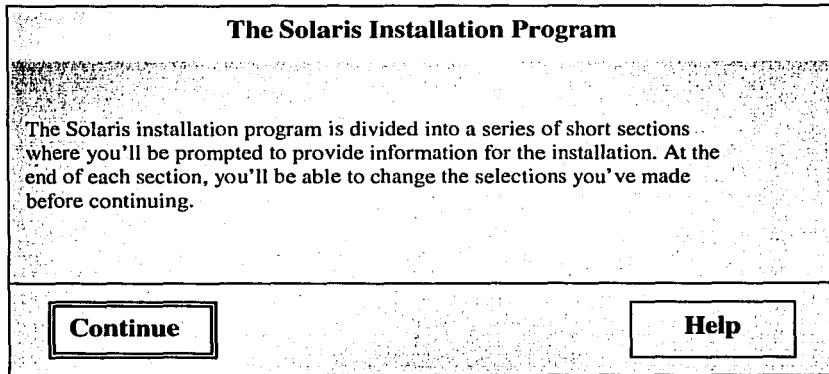 The Solaris Installation Program
The Solaris installation program is divided into a series of short sections
where you'll be prompted to provide information for the installation. At the
end of each section, you'll be able to change the selections you've made
before continuing.
Continue
Help